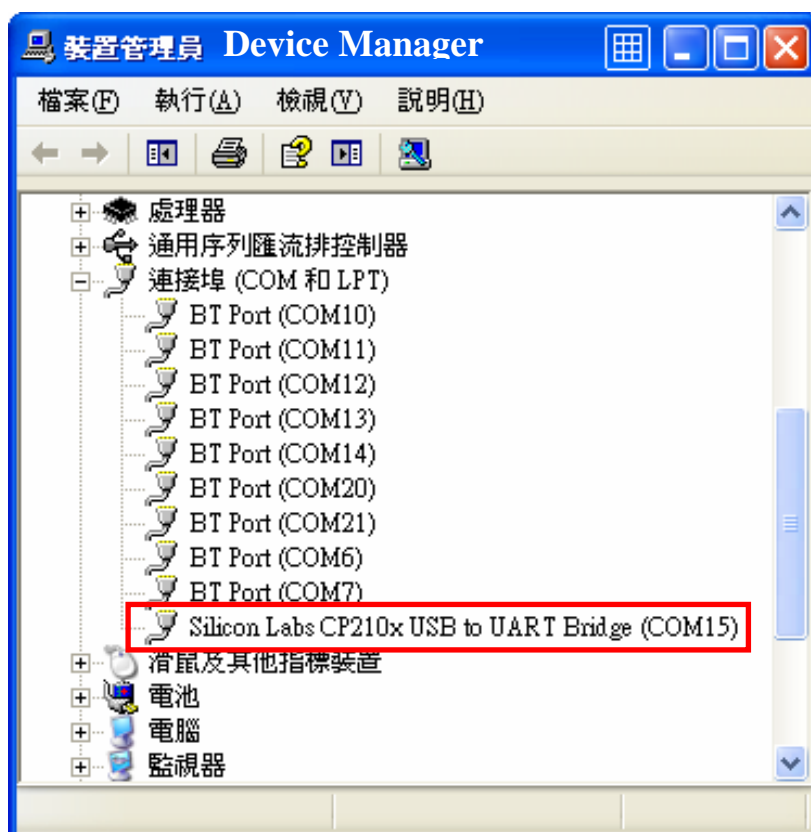 裝置管理員 Device Manager
檔案(F) 執行(A) 檢視(V) 說明(H)
處理器
通用序列匯流排控制器
連接埠 (COM 和 LPT)
BT Port (COM10)
BT Port (COM11)
BT Port (COM12)
BT Port (COM13)
BT Port (COM14)
BT Port (COM20)
BT Port (COM21)
BT Port (COM6)
BT Port (COM7)
Silicon Labs CP210x USB to UART Bridge (COM15)
滑鼠及其他指標裝置
電池
電腦
監視器